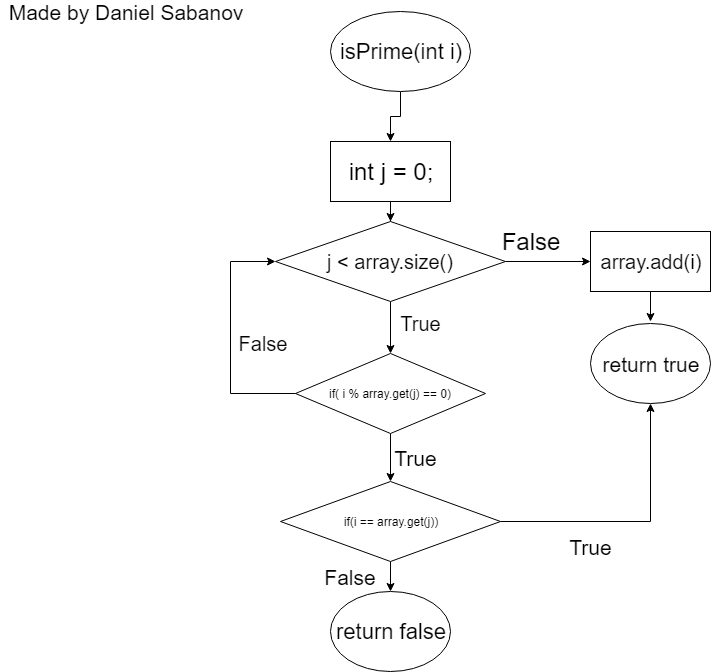 Made by Daniel Sabanov
isPrime(int i)
int j = 0;
j < array.size()
False
array.add(i)
True
False
return true
if( i % array.get(j) == 0)
True
if(i == array.get(j))
True
False
return false